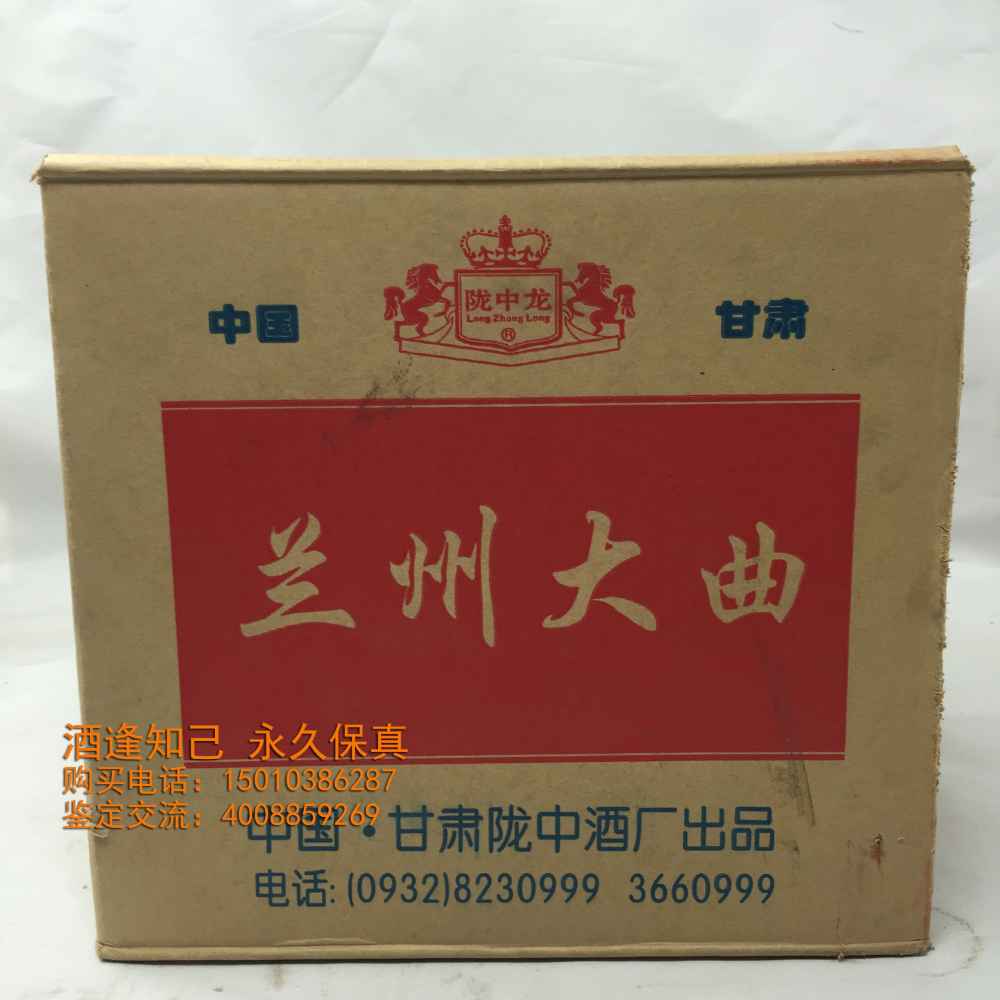 陇中龙
Long Zhong Long
®
中国 甘肃
兰州大曲
酒逢知己 永久保真
购买电话：15010386287
鉴定交流：4008859269
中国·甘肃陇中酒厂出品
电话:(0932)8230999 3660999